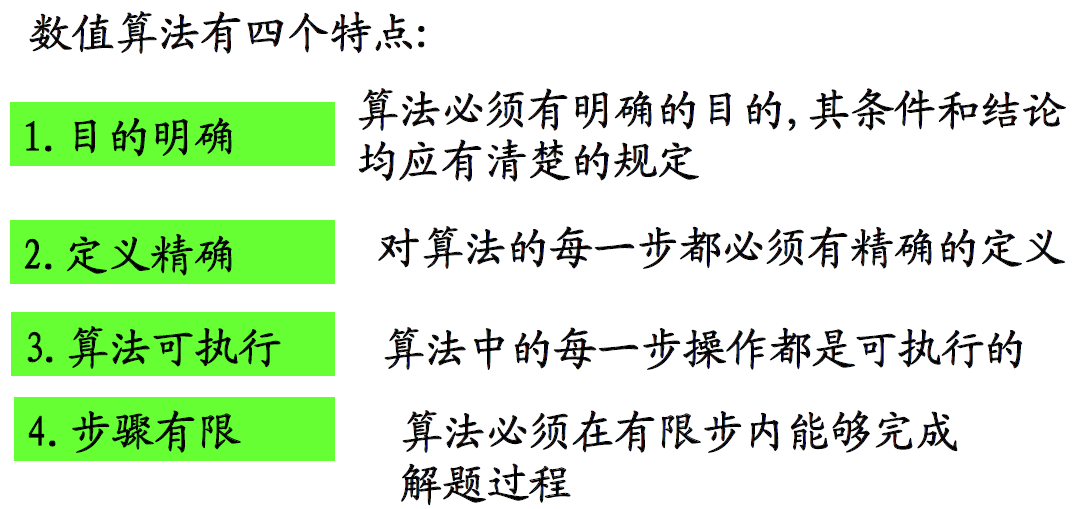 数值算法有四个特点:
1. 目的明确
算法必须有明确的目的,其条件和结论
均应有清楚的规定
2. 定义精确
对算法的每一步都必须有精确的定义
3. 算法可执行
算法中的每一步操作都是可执行的
4. 步骤有限
算法必须在有限步内能够完成
解题过程